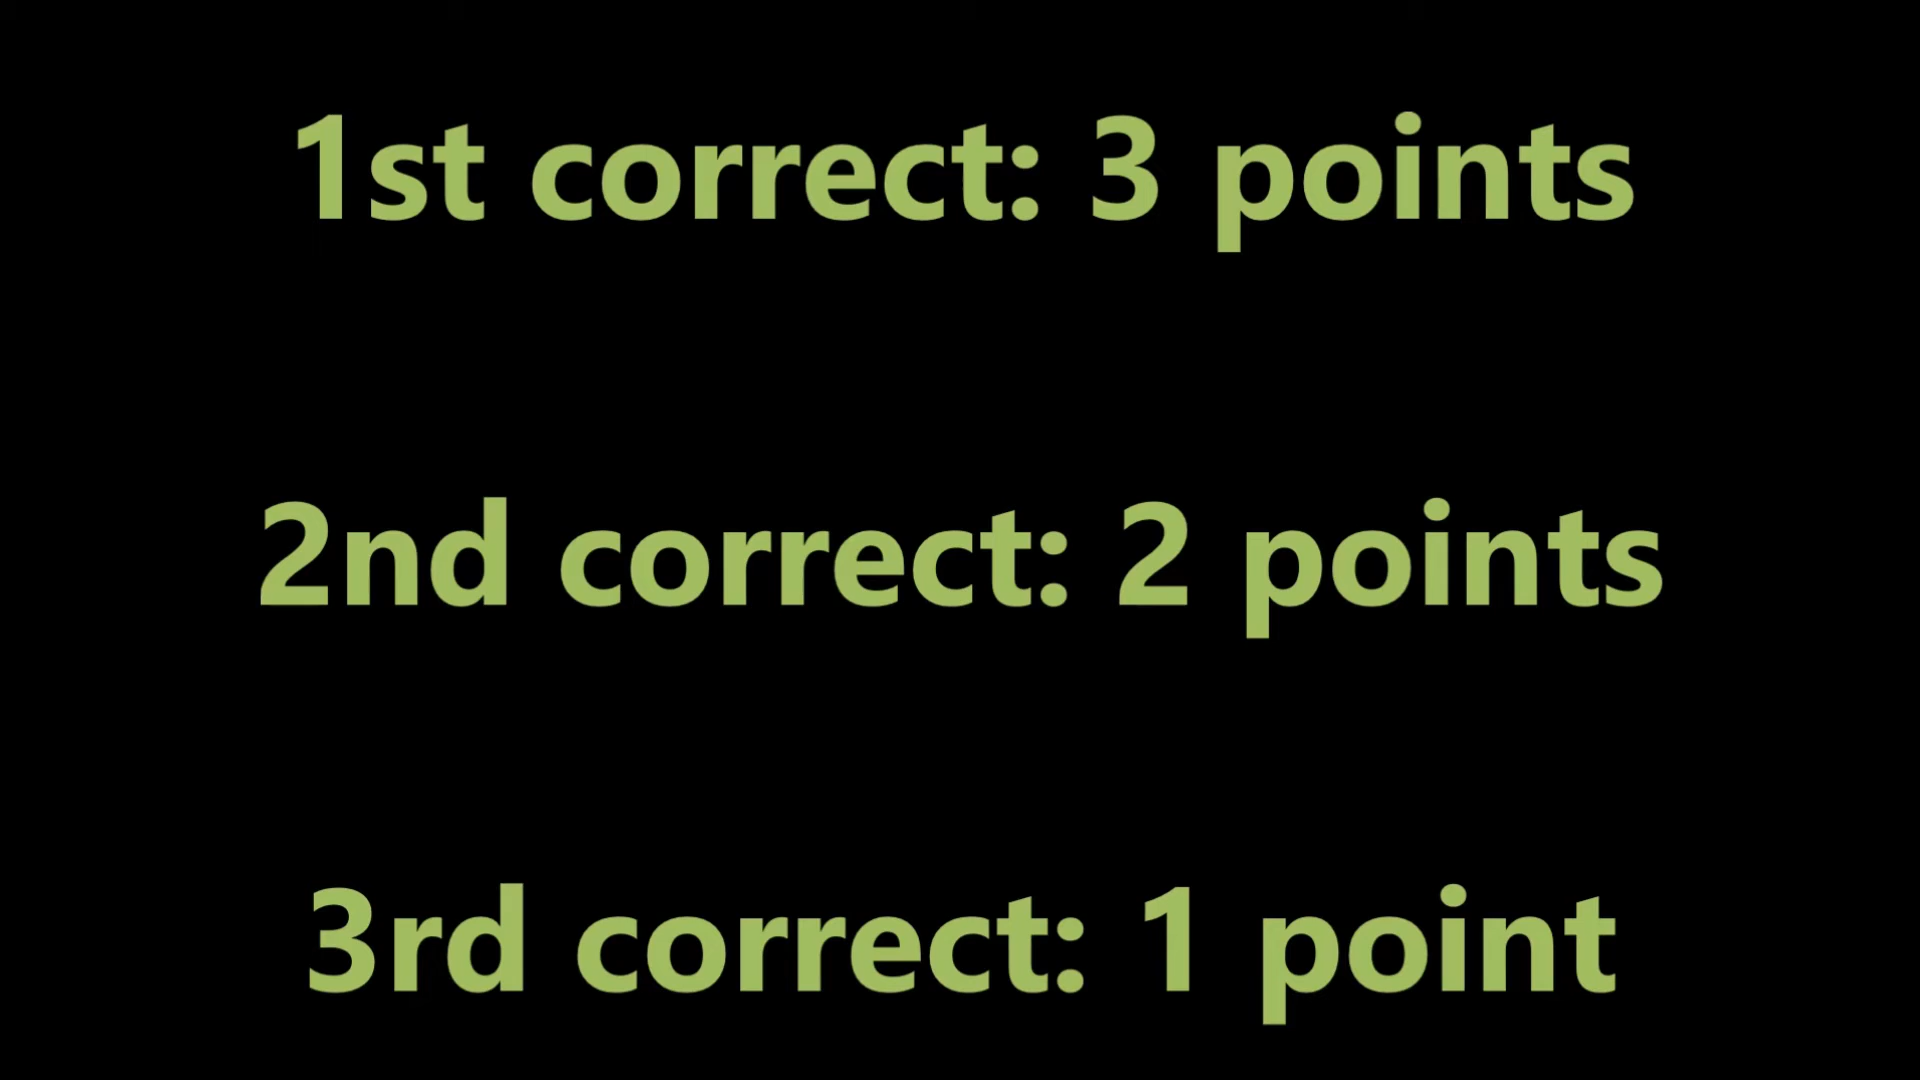 1st correct: 3 points
2nd correct: 2 points
3rd correct: 1 point